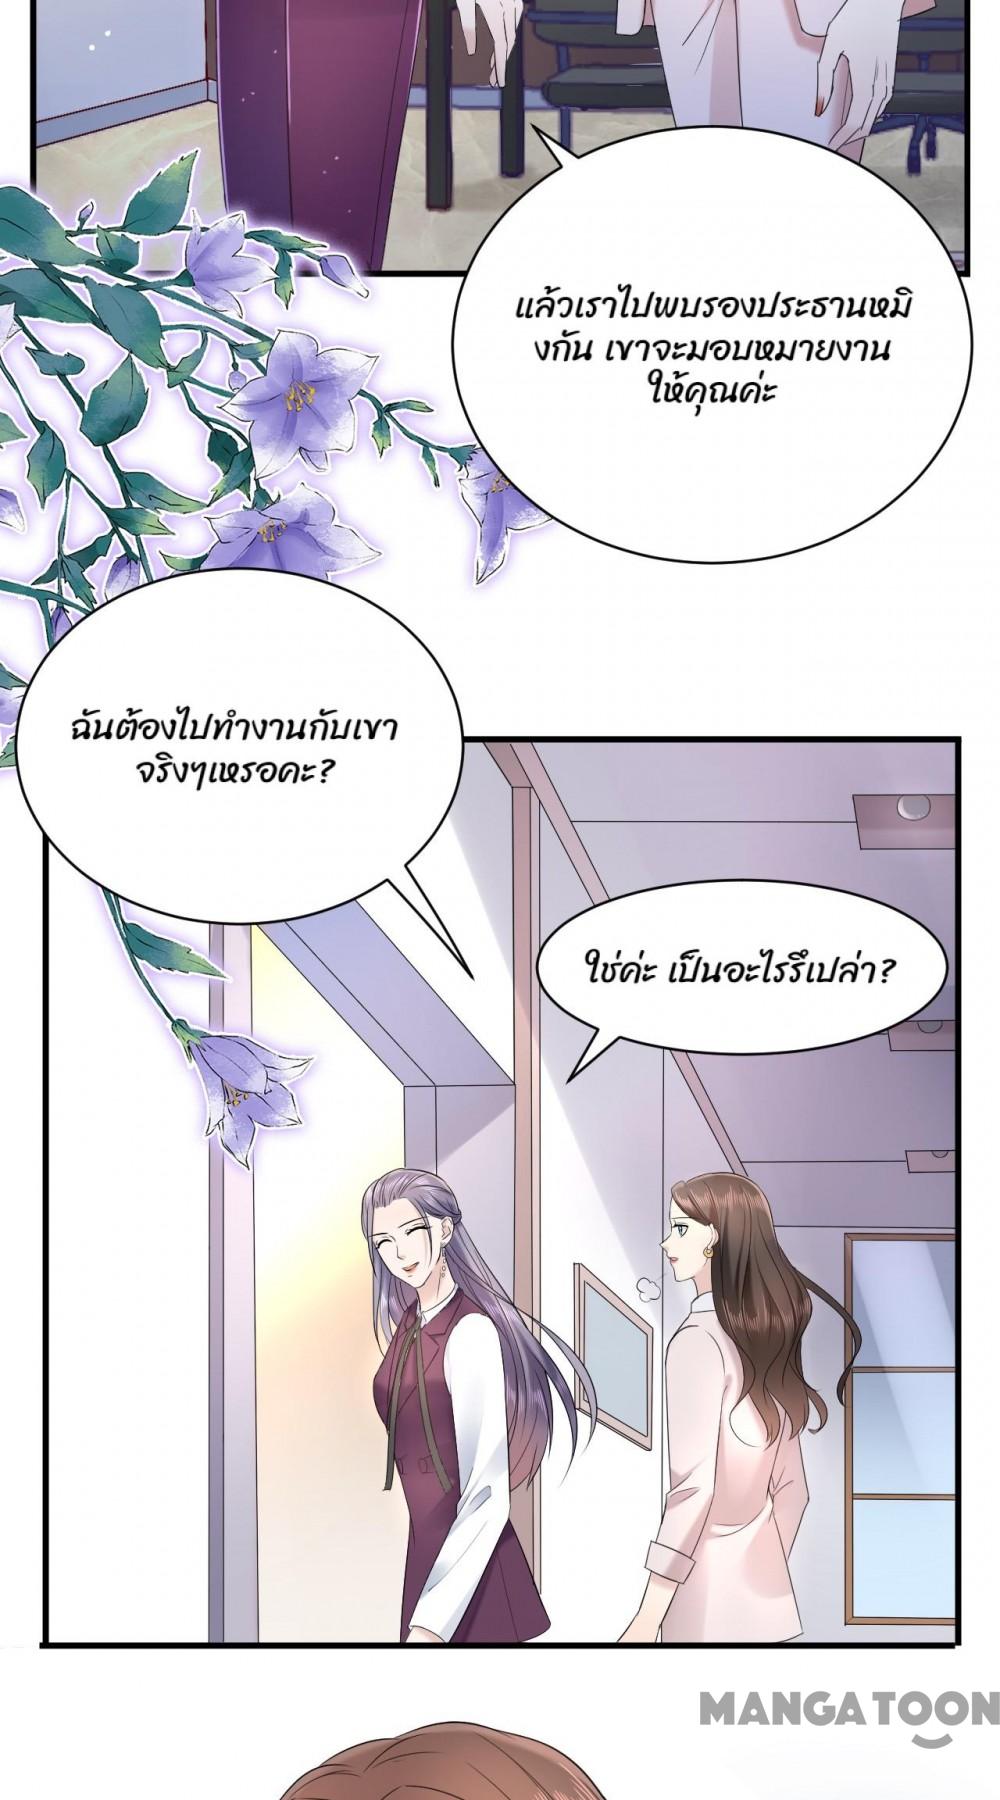 แล้วเราไปพบรองประธานหมิ
งกัน เขาจะมอบหมายงาน
ให้คุณค่ะ
ฉันต้องไปทำงานกับเขา
จริงๆเหรอคะ?
ใช่ค่ะ เป็นอะไรรึเปล่า?
MANGATOON